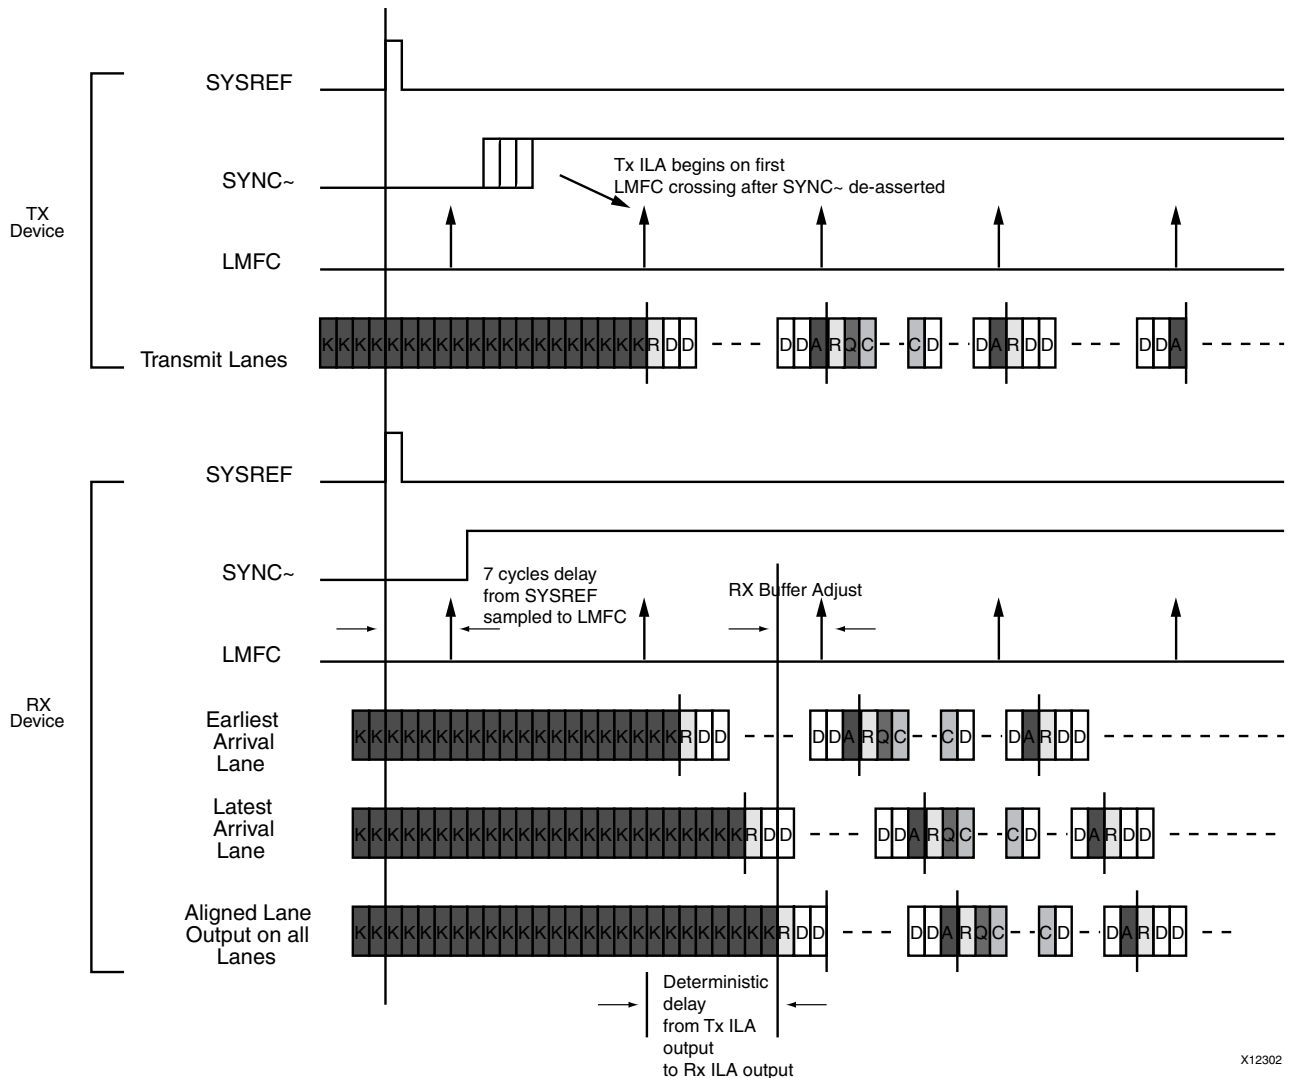 SYSREF
SYNC~
Tx ILA begins on first
LMFC crossing after SYNC~ de-asserted
TX
Device
LMFC
Transmit Lanes
KKKKKKKKKKKKKKKKKKKKRDD DDARQC CD DARDD DDA
SYSREF
SYNC~
7 cycles delay
from SYSREF
sampled to LMFC
RX Buffer Adjust
LMFC
RX
Device
Earliest
Arrival
Lane
KKKKKKKKKKKKKKKKKKKKRDD DDARQC CD DARDD
Latest
Arrival
Lane
KKKKKKKKKKKKKKKKKKKKKKKKRDD DDARQC CD DARDD
Aligned Lane
Output on all
Lanes
KKKKKKKKKKKKKKKKKKKKKKKKKKRDD DDARQC CD DARDD
Deterministic
delay
from Tx ILA
output
to Rx ILA output
X12302